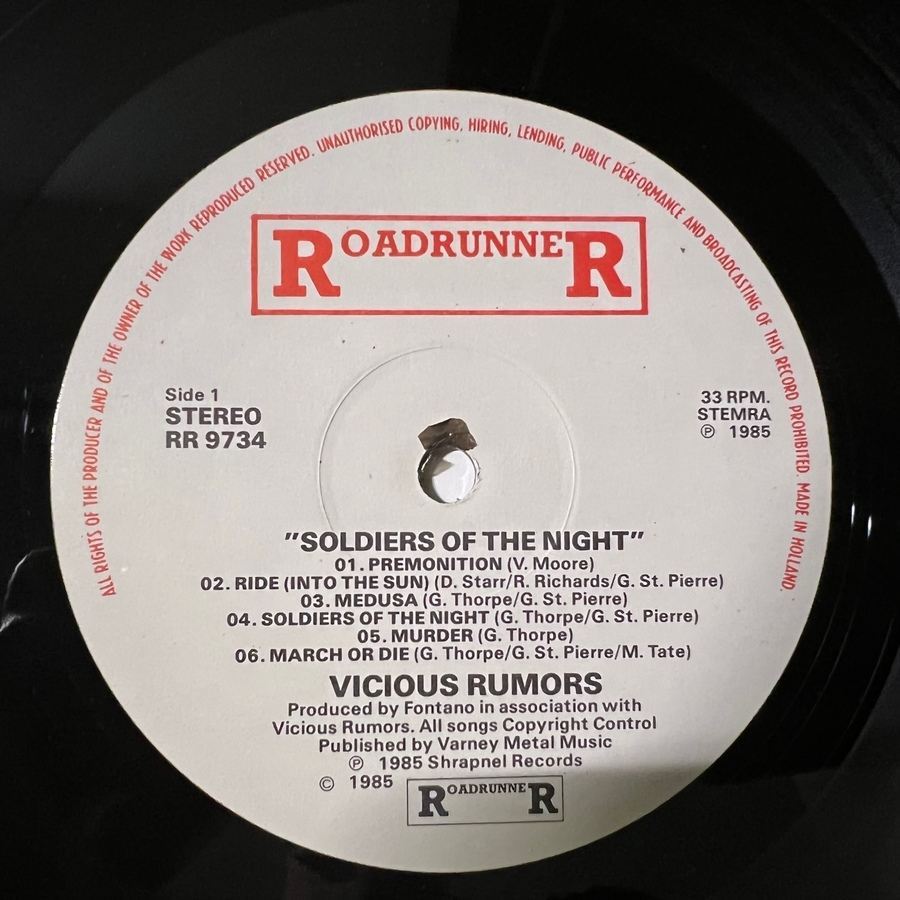 ALL RIGHTS OF THE PRODUCER AND OF THE OWNER OF THE WORK REPRODUCED RESERVED. UNAUTHORISED COPYING, HIRING, LENDING, PUBLIC PERFORMANCE AND BROADCASTING OF THIS RECORD PROHIBITED. MADE IN HOLLAND.
ROADRUNNER
Side 1
STEREO
RR 9734
33 RPM.
STEMRA
℗ 1985
"SOLDIERS OF THE NIGHT"
01. PREMONITION (V. Moore)
02. RIDE (INTO THE SUN) (D. Starr/R. Richards/G. St. Pierre)
03. MEDUSA (G. Thorpe/G. St. Pierre)
04. SOLDIERS OF THE NIGHT (G. Thorpe/G. St. Pierre)
05. MURDER (G. Thorpe)
06. MARCH OR DIE (G. Thorpe/G. St. Pierre/M. Tate)
VICIOUS RUMORS
Produced by Fontano in association with
Vicious Rumors. All songs Copyright Control
Published by Varney Metal Music
℗ 1985 Shrapnel Records
© 1985 ROADRUNNER